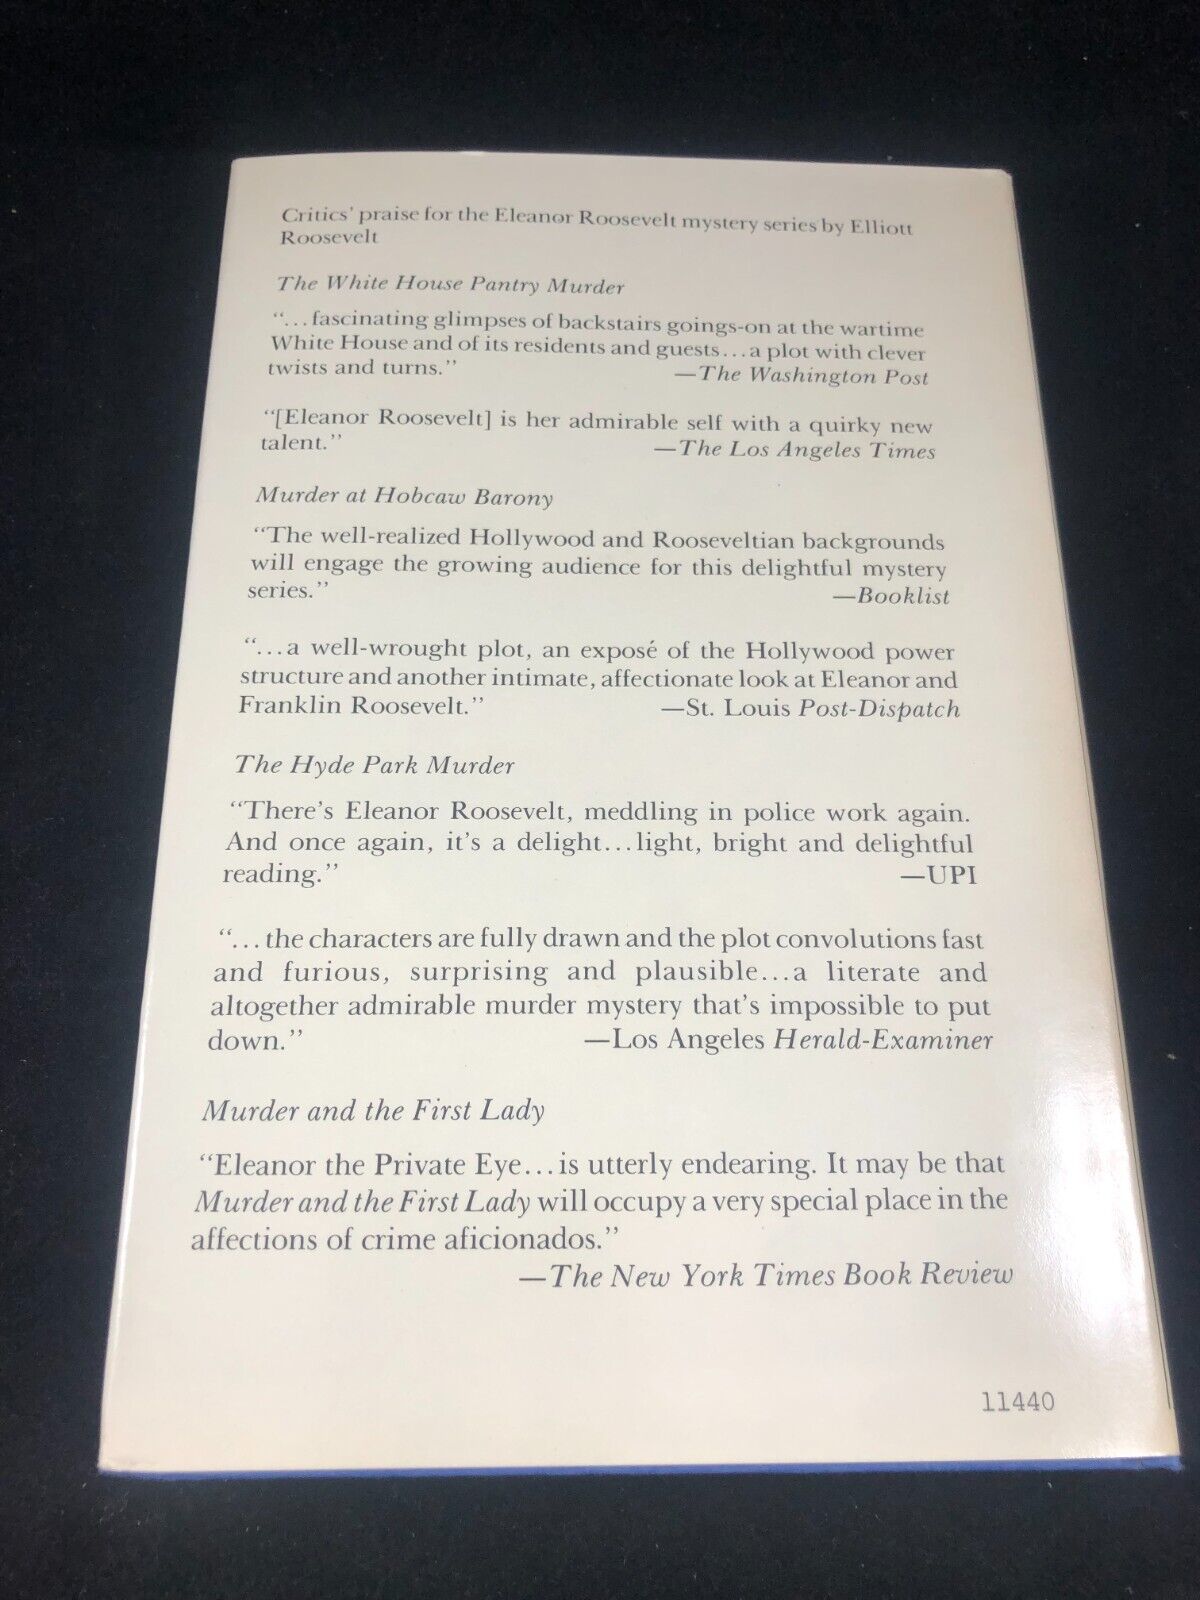 Critics' praise for the Eleanor Roosevelt mystery series by Elliott
Roosevelt
The White House Pantry Murder
"...fascinating glimpses of backstairs goings-on at the wartime
White House and of its residents and guests...a plot with clever
twists and turns." —The Washington Post
"[Eleanor Roosevelt] is her admirable self with a quirky new
talent." —The Los Angeles Times
Murder at Hobcaw Barony
"The well-realized Hollywood and Rooseveltian backgrounds
will engage the growing audience for this delightful mystery
series." —Booklist
"...a well-wrought plot, an exposé of the Hollywood power
structure and another intimate, affectionate look at Eleanor and
Franklin Roosevelt." —St. Louis Post-Dispatch
The Hyde Park Murder
"There's Eleanor Roosevelt, meddling in police work again.
And once again, it's a delight...light, bright and delightful
reading." —UPI
"...the characters are fully drawn and the plot convolutions fast
and furious, surprising and plausible...a literate and
altogether admirable murder mystery that's impossible to put
down." —Los Angeles Herald-Examiner
Murder and the First Lady
"Eleanor the Private Eye...is utterly endearing. It may be that
Murder and the First Lady will occupy a very special place in the
affections of crime aficionados."
—The New York Times Book Review
11440